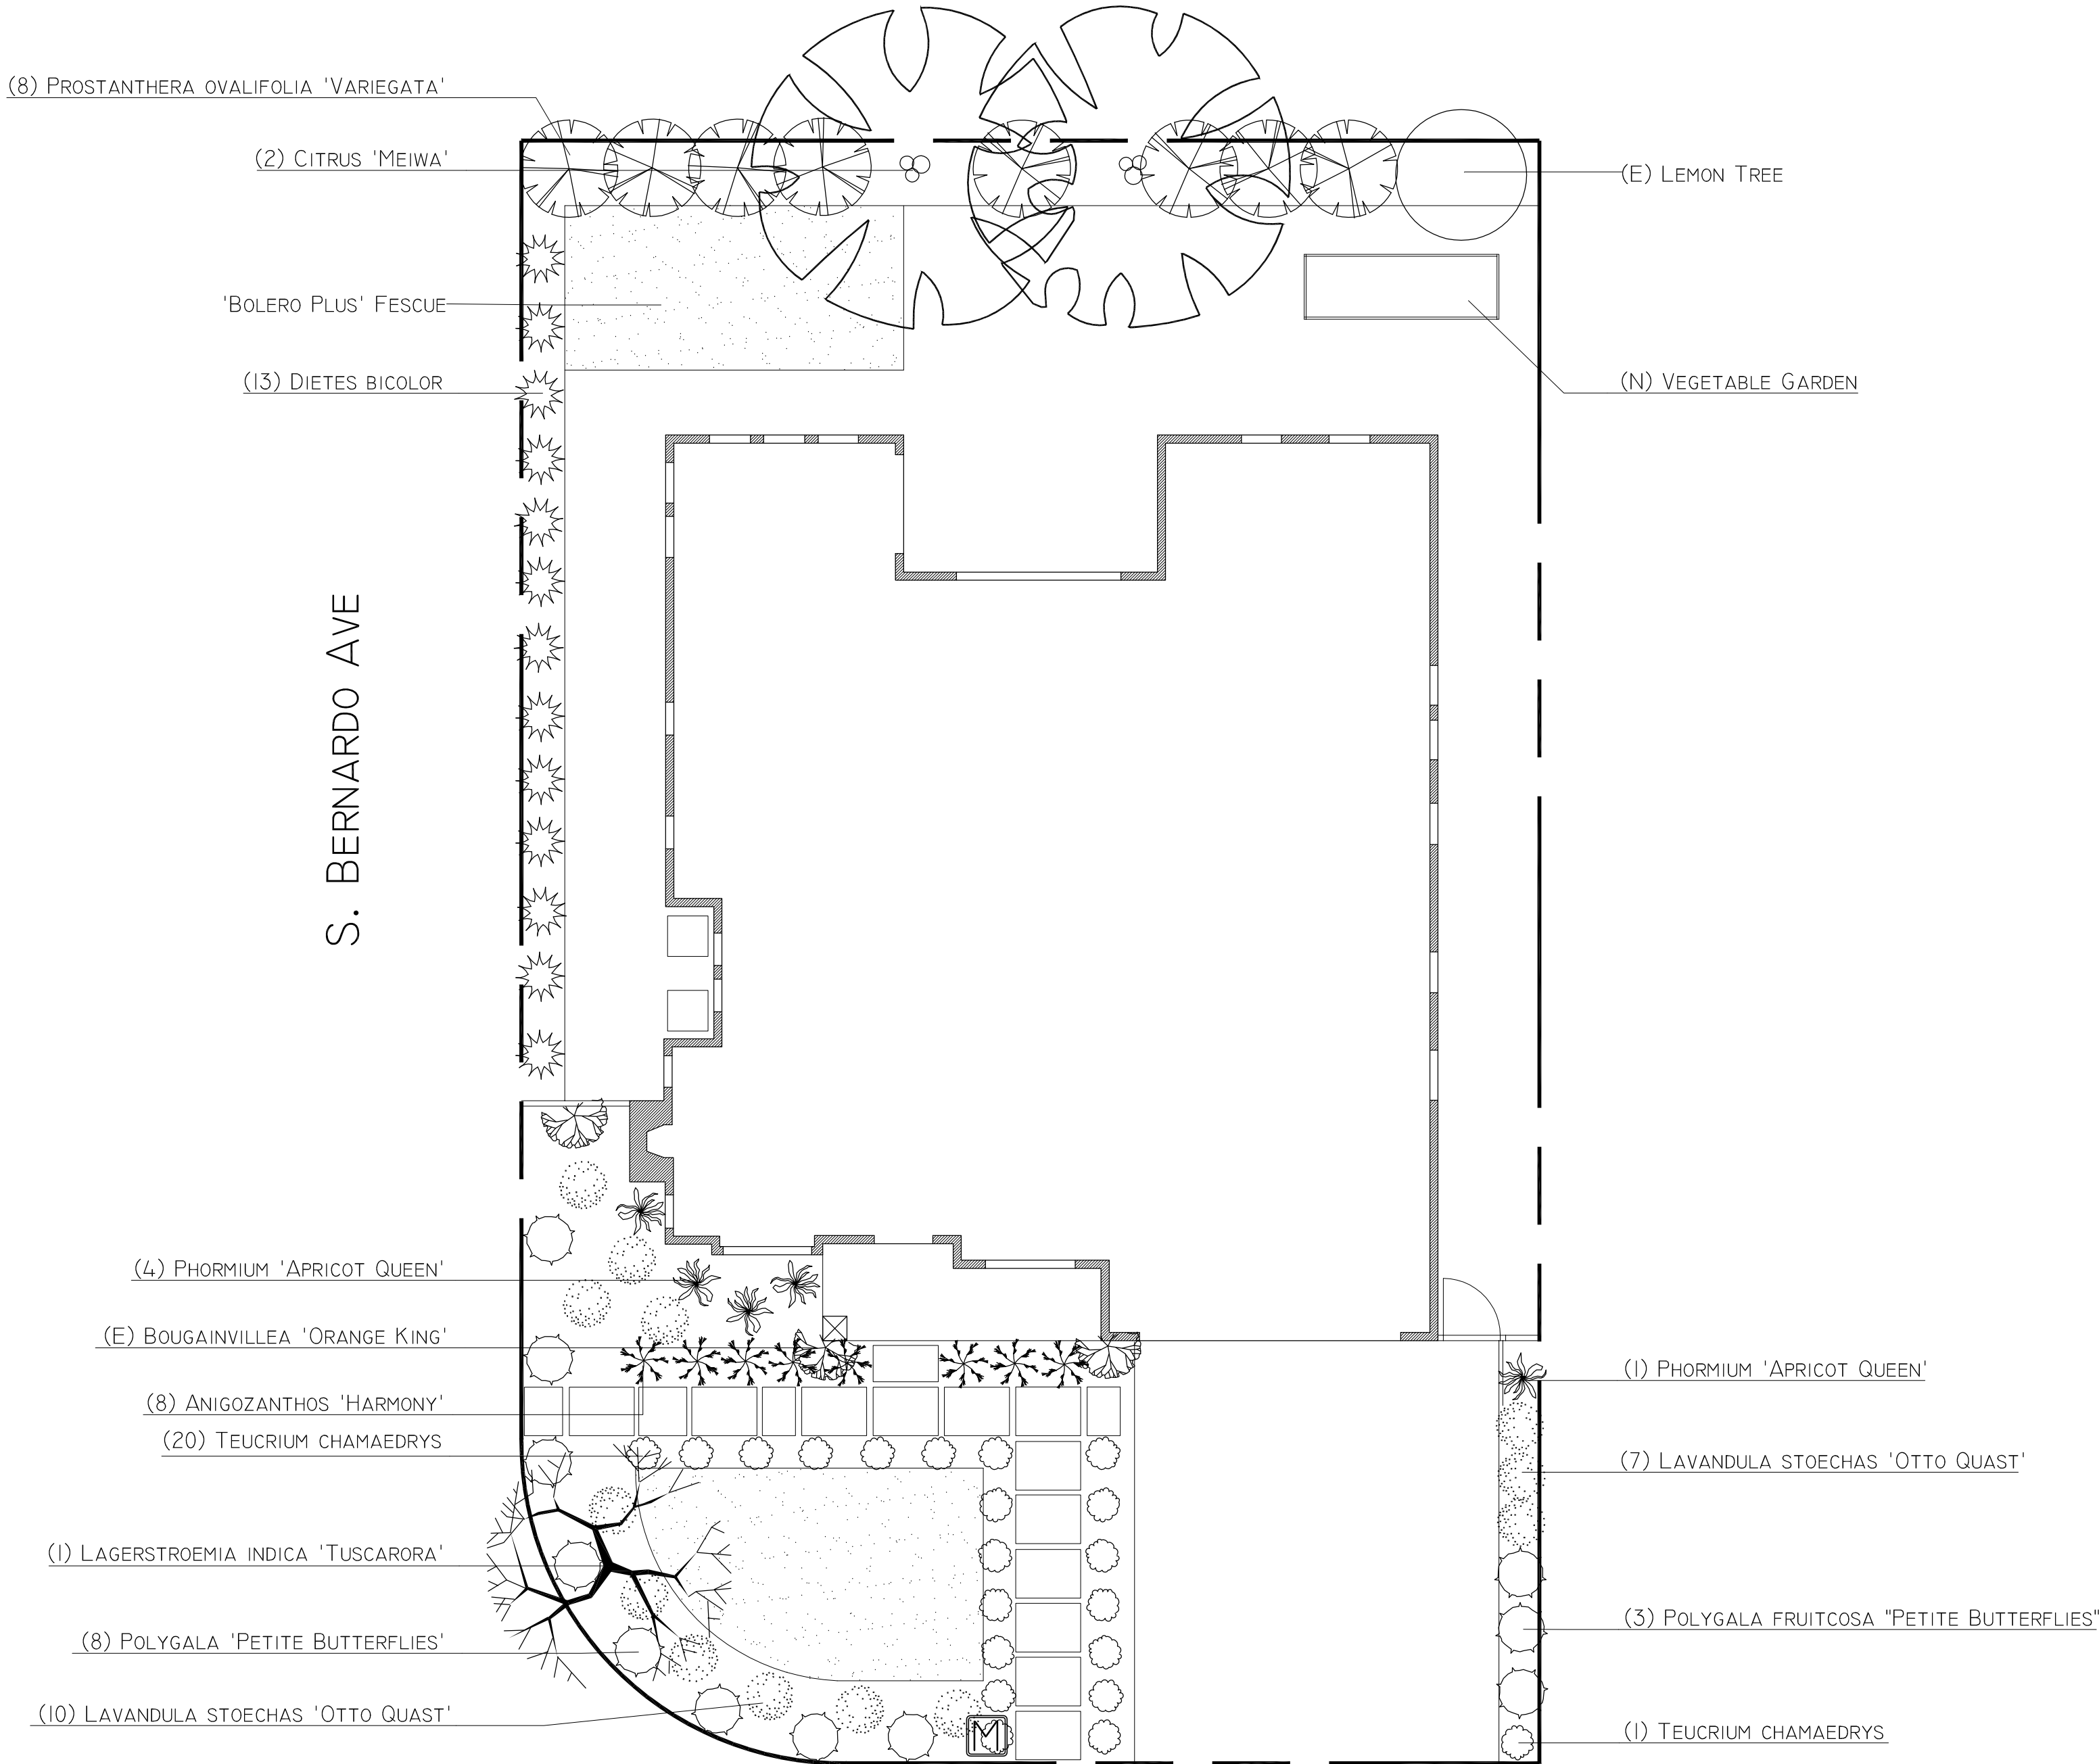 (8) Prostanthera ovalifolia 'Variegata'
(2) Citrus 'Meiwa'
(E) Lemon Tree
'Bolero Plus' Fescue
(13) Dietes bicolor
(N) Vegetable Garden
S. Bernardo Ave
(4) Phormium 'Apricot Queen'
(E) Bougainvillea 'Orange King'
(8) Anigozanthos 'Harmony'
(20) Teucrium chamaedrys
(1) Lagerstroemia indica 'Tuscarora'
(8) Polygala 'Petite Butterflies'
(10) Lavandula stoechas 'Otto Quast'
M
(1) Phormium 'Apricot Queen'
(7) Lavandula stoechas 'Otto Quast'
(3) Polygala fruitcosa "Petite Butterflies"
(1) Teucrium chamaedrys